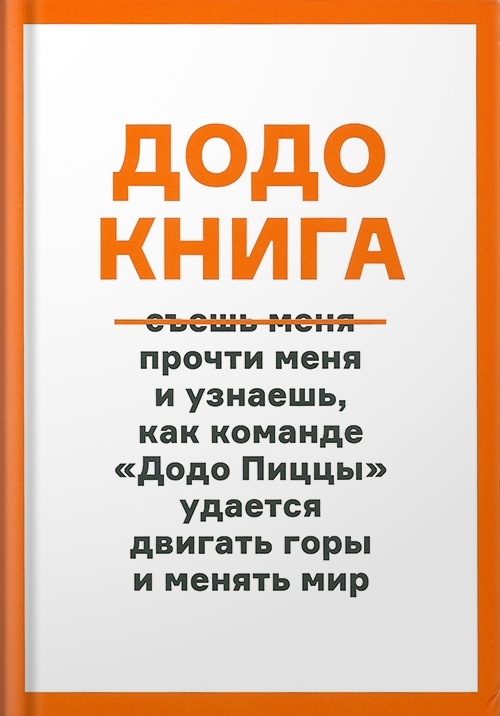 ДОДО
КНИГА
съешь меня
прочти меня
и узнаешь,
как команде
«Додо Пиццы»
удается
двигать горы
и менять мир